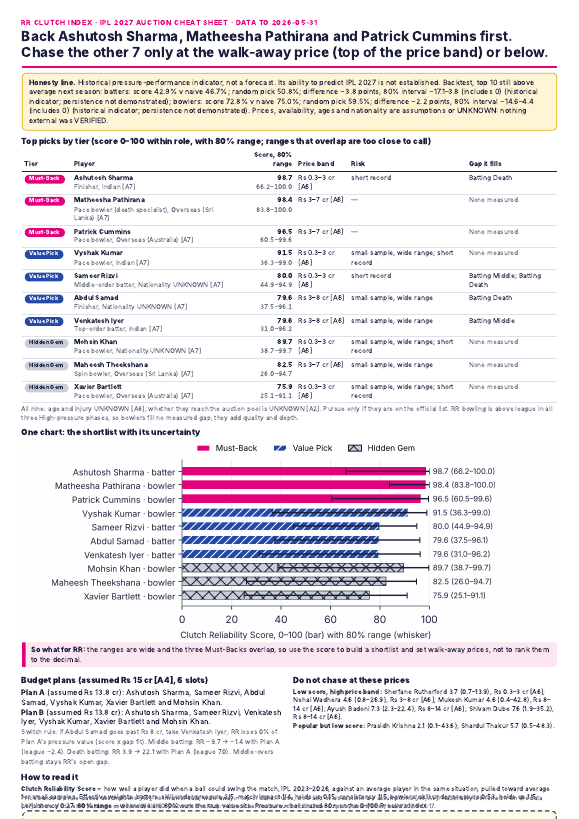 RR CLUTCH INDEX · IPL 2027 AUCTION CHEAT SHEET · DATA TO 2026-05-31
Back Ashutosh Sharma, Matheesha Pathirana and Patrick Cummins first.
Chase the other 7 only at the walk-away price (top of the price band) or below.
Honesty line. Historical pressure-performance indicator, not a forecast. Its ability to predict IPL 2027 is not established. Backtest, top 10 still above
average next season: batters: score 42.9% v naive 46.7%; random pick 50.8%; difference −3.8 points, 80% interval −17.1–3.8 (includes 0) (historical
indicator; persistence not demonstrated); bowlers: score 72.8% v naive 75.0%; random pick 59.5%; difference −2.2 points, 80% interval −14.6–4.4
(includes 0) (historical indicator; persistence not demonstrated). Prices, availability, ages and nationality are assumptions or UNKNOWN: nothing
external was VERIFIED.
Top picks by tier (score 0–100 within role, with 80% range; ranges that overlap are too close to call)
Tier Player Score, 80% range Price band Risk Gap it fills
Must-Back Ashutosh Sharma 98.7 Rs 0.3–3 cr short record Batting Death
Finisher, Indian [A7] 66.2–100.0 [A6]
Must-Back Matheesha Pathirana 98.4 Rs 3–7 cr [A6] — None measured
Pace bowler (death specialist), Overseas (Sri 83.8–100.0
Lanka) [A7]
Must-Back Patrick Cummins 96.5 Rs 3–7 cr [A6] — None measured
Pace bowler, Overseas (Australia) [A7] 60.5–99.6
Value Pick Vyshak Kumar 91.5 Rs 0.3–3 cr small sample, wide range; short None measured
Pace bowler, Indian [A7] 36.3–99.0 [A6] record
Value Pick Sameer Rizvi 80.0 Rs 0.3–3 cr short record Batting Middle; Batting
Middle-order batter, Nationality UNKNOWN [A7] 44.9–94.9 [A6] Death
Value Pick Abdul Samad 79.6 Rs 3–8 cr [A6] small sample, wide range Batting Death
Finisher, Nationality UNKNOWN [A7] 37.5–96.1
Value Pick Venkatesh Iyer 79.6 Rs 3–8 cr [A6] small sample, wide range Batting Middle
Top-order batter, Indian [A7] 31.0–96.2
Hidden Gem Mohsin Khan 89.7 Rs 0.3–3 cr small sample, wide range; short None measured
Pace bowler, Nationality UNKNOWN [A7] 38.7–99.7 [A6] record
Hidden Gem Maheesh Theekshana 82.5 Rs 3–7 cr [A6] small sample, wide range None measured
Spin bowler, Overseas (Sri Lanka) [A7] 26.0–94.7
Hidden Gem Xavier Bartlett 75.9 Rs 0.3–3 cr small sample, wide range; short None measured
Pace bowler, Overseas (Australia) [A7] 25.1–91.1 [A6] record
All nine: age and injury UNKNOWN [A8], whether they reach the auction pool is UNKNOWN [A2]. Pursue only if they are on the official list. RR bowling is above league in all
three High-pressure phases, so bowlers fill no measured gap; they add quality and depth.
One chart: the shortlist with its uncertainty
Must-Back Value Pick Hidden Gem
Ashutosh Sharma · batter 98.7 (66.2–100.0)
Matheesha Pathirana · bowler 98.4 (83.8–100.0)
Patrick Cummins · bowler 96.5 (60.5–99.6)
Vyshak Kumar · bowler 91.5 (36.3–99.0)
Sameer Rizvi · batter 80.0 (44.9–94.9)
Abdul Samad · batter 79.6 (37.5–96.1)
Venkatesh Iyer · batter 79.6 (31.0–96.2)
Mohsin Khan · bowler 89.7 (38.7–99.7)
Maheesh Theekshana · bowler 82.5 (26.0–94.7)
Xavier Bartlett · bowler 75.9 (25.1–91.1)
0 20 40 60 80 100
Clutch Reliability Score, 0–100 (bar) with 80% range (whisker)
So what for RR: the ranges are wide and the three Must-Backs overlap, so use the score to build a shortlist and set walk-away prices, not to rank them
to the decimal.
Budget plans (assumed Rs 15 cr [A4], 6 slots)
Plan A (assumed Rs 13.8 cr): Ashutosh Sharma, Sameer Rizvi, Abdul
Samad, Vyshak Kumar, Xavier Bartlett and Mohsin Khan.
Plan B (assumed Rs 13.8 cr): Ashutosh Sharma, Sameer Rizvi, Venkatesh
Iyer, Vyshak Kumar, Xavier Bartlett and Mohsin Khan.
Switch rule: if Abdul Samad goes past Rs 8 cr, take Venkatesh Iyer, RR loses 0% of
Plan A's pressure value (score x gap fit). Middle batting: RR −9.7 → −1.4 with Plan A
(league −2.4). Death batting: RR 3.9 → 22.1 with Plan A (league 7.0). Middle-overs
batting stays RR's open gap.
Do not chase at these prices
Low score, high price band: Sherfane Rutherford 3.7 (0.7–13.9), Rs 0.3–3 cr [A6],
Nehal Wadhera 4.6 (0.8–26.9), Rs 3–3 cr [A6], Mukesh Kumar 4.6 (0.4–42.8), Rs 8–
14 cr [A6]; Ayush Badoni 7.3 (2.3–22.4), Rs 8–14 cr [A6], Shivam Dube 7.6 (1.9–35.2),
Rs 8–14 cr [A6].
Popular but low score: Prasidh Krishna 2.1 (0.1–43.6); Shardul Thakur 5.7 (0.5–48.3).
How to read it
Clutch Reliability Score = how well a player did when a ball could swing the match, IPL 2023–2026, against an average player in the same situation, pulled toward average